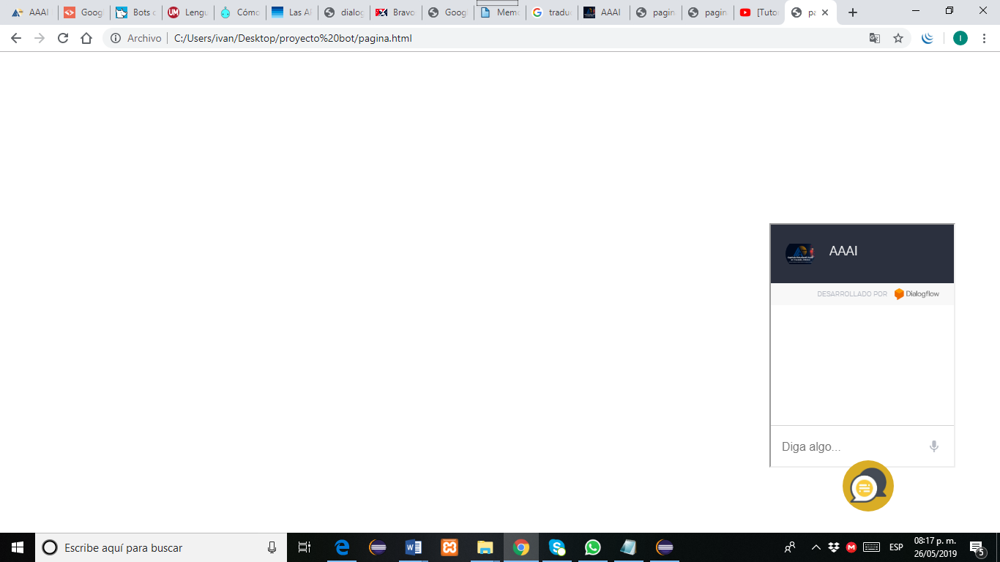 AAAI
Goog
Bots c
Lengu
Cómo
Las AI
dialog
Bravo
Goog
Memo
traduc
AAAI
pagin
pagin
[Tutor
pa
Archivo
C:/Users/ivan/Desktop/proyecto%20bot/pagina.html
I
AAAI
DESARROLLADO POR Dialogflow
Diga algo...
Escribe aquí para buscar
ESP
08:17 p. m.
26/05/2019
5